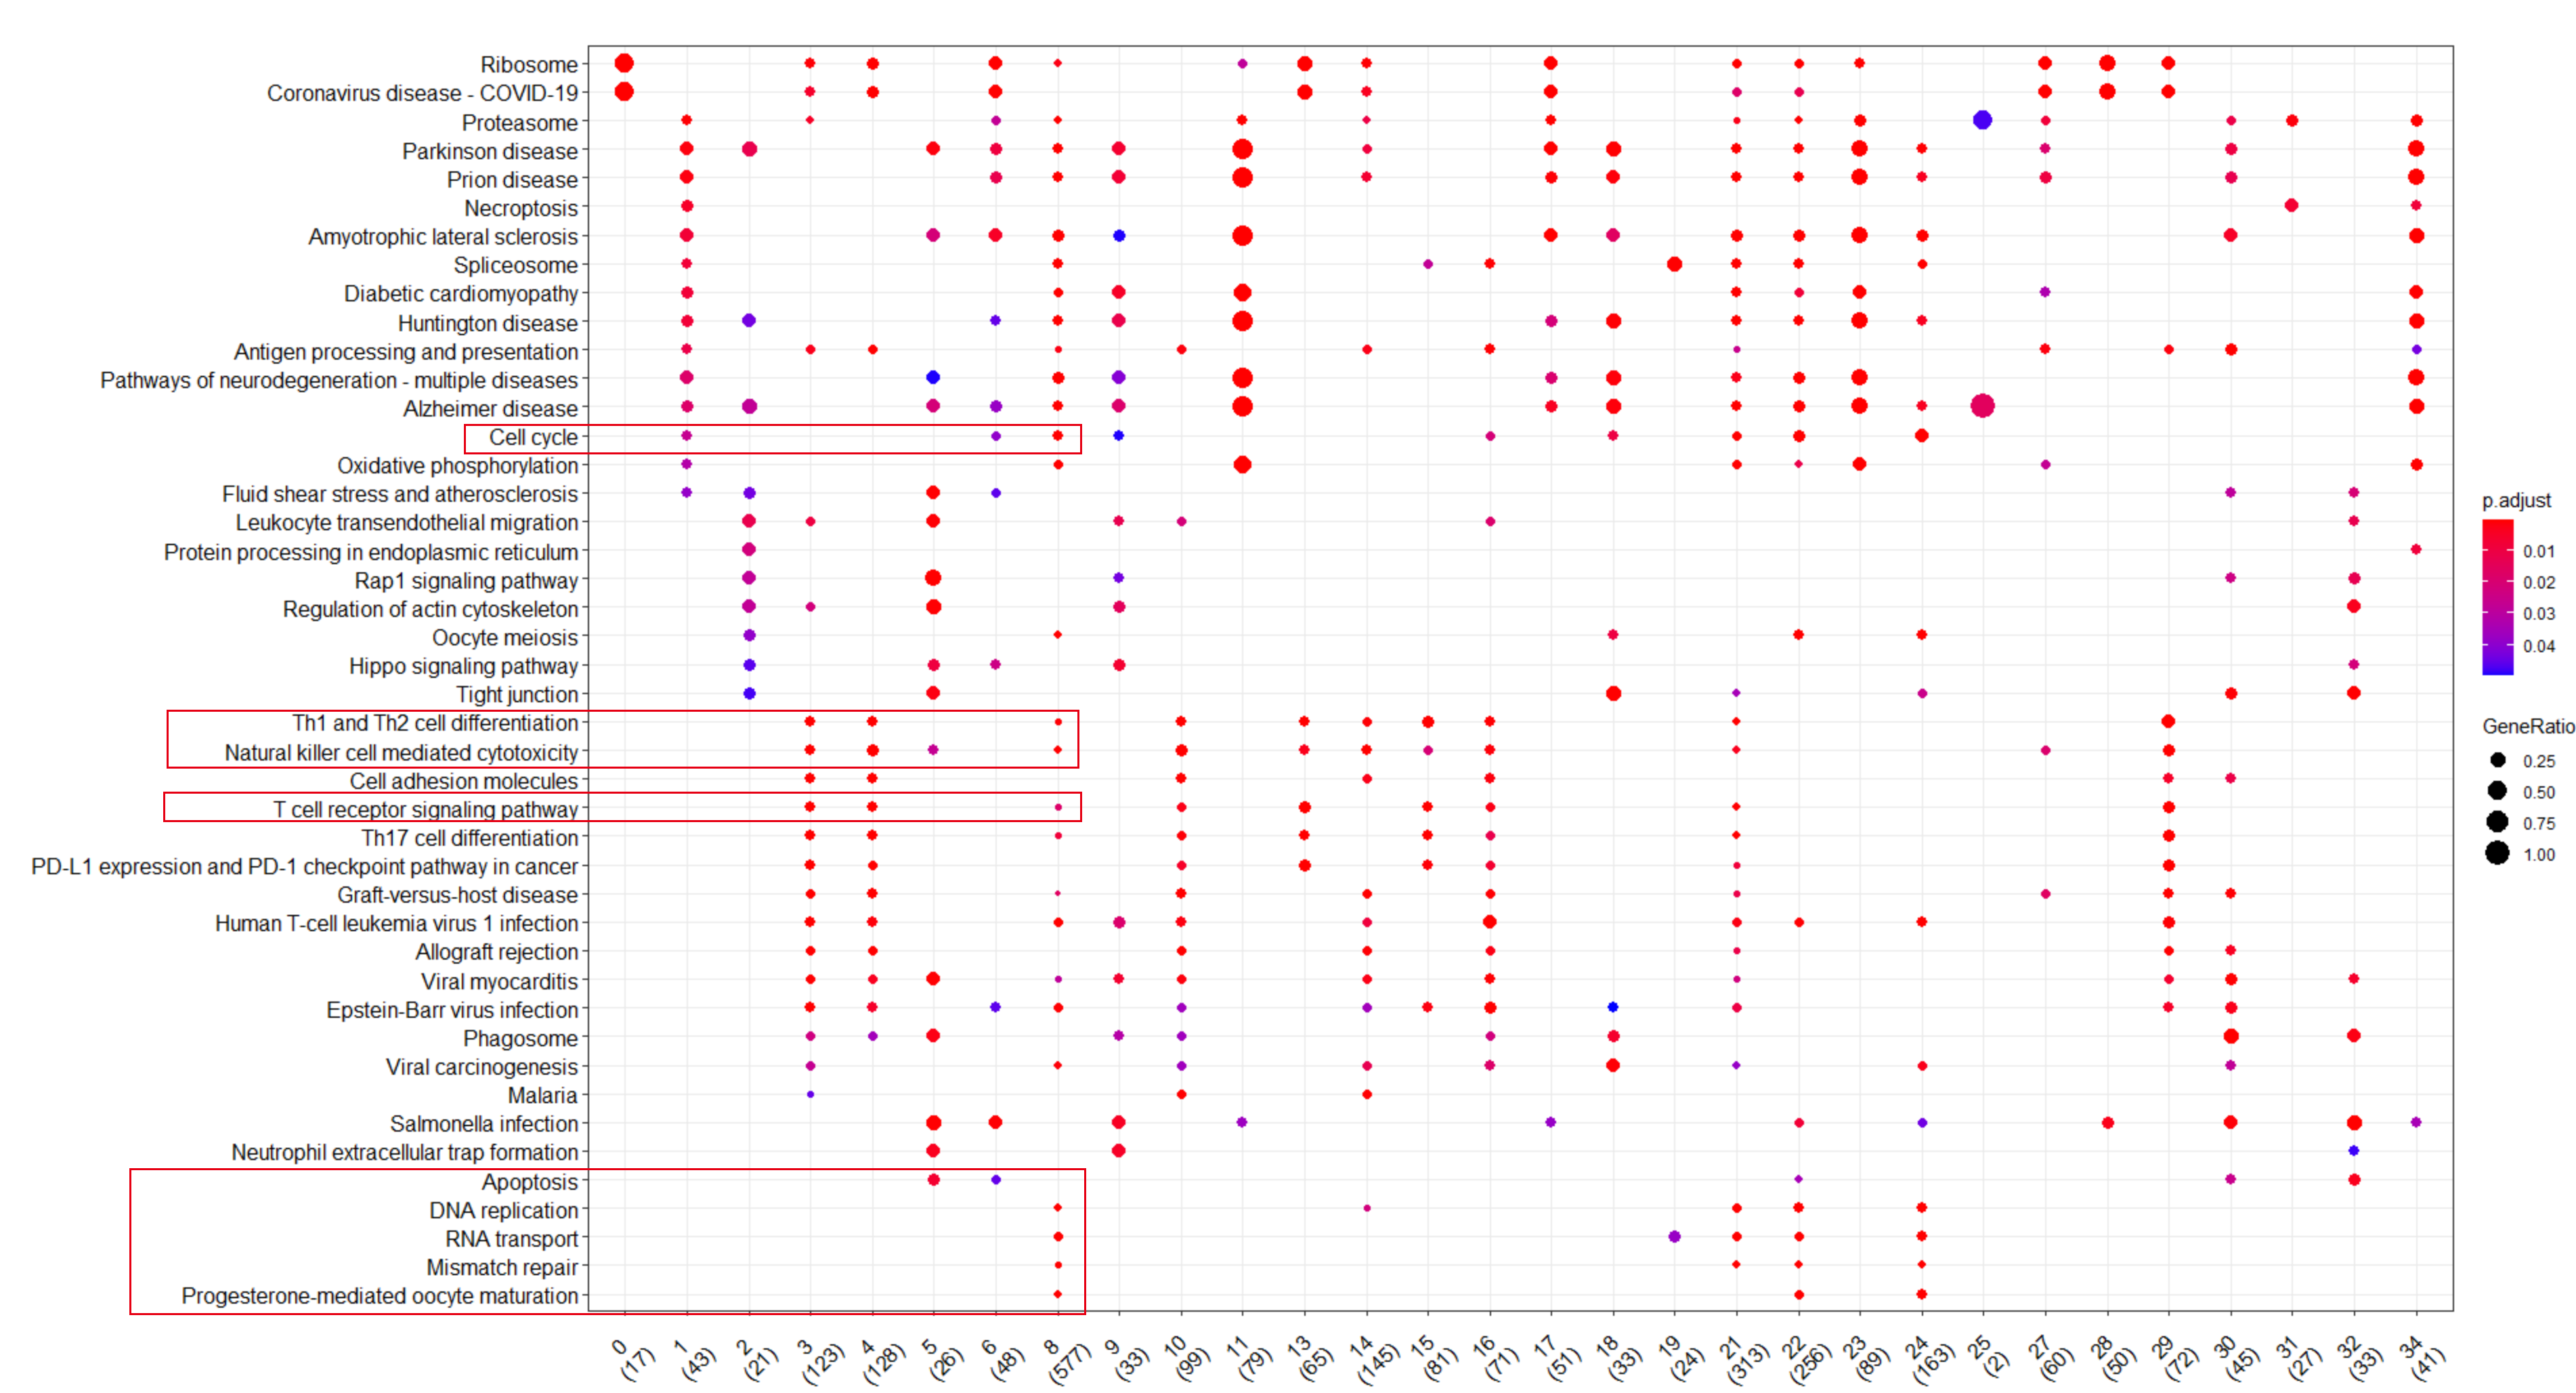 Ribosome
Coronavirus disease - COVID-19
Proteasome
Parkinson disease
Prion disease
Necroptosis
Amyotrophic lateral sclerosis
Spliceosome
Diabetic cardiomyopathy
Huntington disease
Antigen processing and presentation
Pathways of neurodegeneration - multiple diseases
Alzheimer disease
Cell cycle
Oxidative phosphorylation
Fluid shear stress and atherosclerosis
Leukocyte transendothelial migration
Protein processing in endoplasmic reticulum
Rap1 signaling pathway
Regulation of actin cytoskeleton
Oocyte meiosis
Hippo signaling pathway
Tight junction
Th1 and Th2 cell differentiation
Natural killer cell mediated cytotoxicity
Cell adhesion molecules
T cell receptor signaling pathway
Th17 cell differentiation
PD-L1 expression and PD-1 checkpoint pathway in cancer
Graft-versus-host disease
Human T-cell leukemia virus 1 infection
Allograft rejection
Viral myocarditis
Epstein-Barr virus infection
Phagosome
Viral carcinogenesis
Malaria
Salmonella infection
Neutrophil extracellular trap formation
Apoptosis
DNA replication
RNA transport
Mismatch repair
Progesterone-mediated oocyte maturation
0
(17)
1
(43)
2
(21)
3
(123)
4
(128)
5
(26)
6
(48)
8
(577)
9
(33)
10
(99)
11
(79)
13
(65)
14
(145)
15
(81)
16
(71)
17
(51)
18
(33)
19
(24)
21
(313)
22
(256)
23
(89)
24
(163)
25
(2)
27
(60)
28
(50)
29
(72)
30
(45)
31
(27)
32
(33)
34
(41)
p.adjust
0.01
0.02
0.03
0.04
GeneRatio
0.25
0.50
0.75
1.00